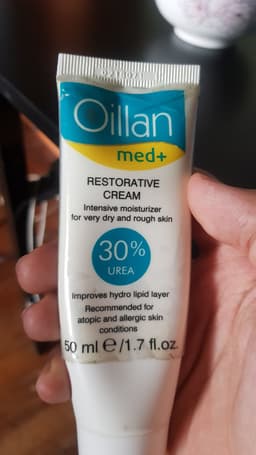 Oillan
med+
RESTORATIVE
CREAM
Intensive moisturizer
for very dry and rough skin
30%
UREA
Improves hydro lipid layer
Recommended for
atopic and allergic skin
conditions
50 ml ℮/1.7 fl.oz.